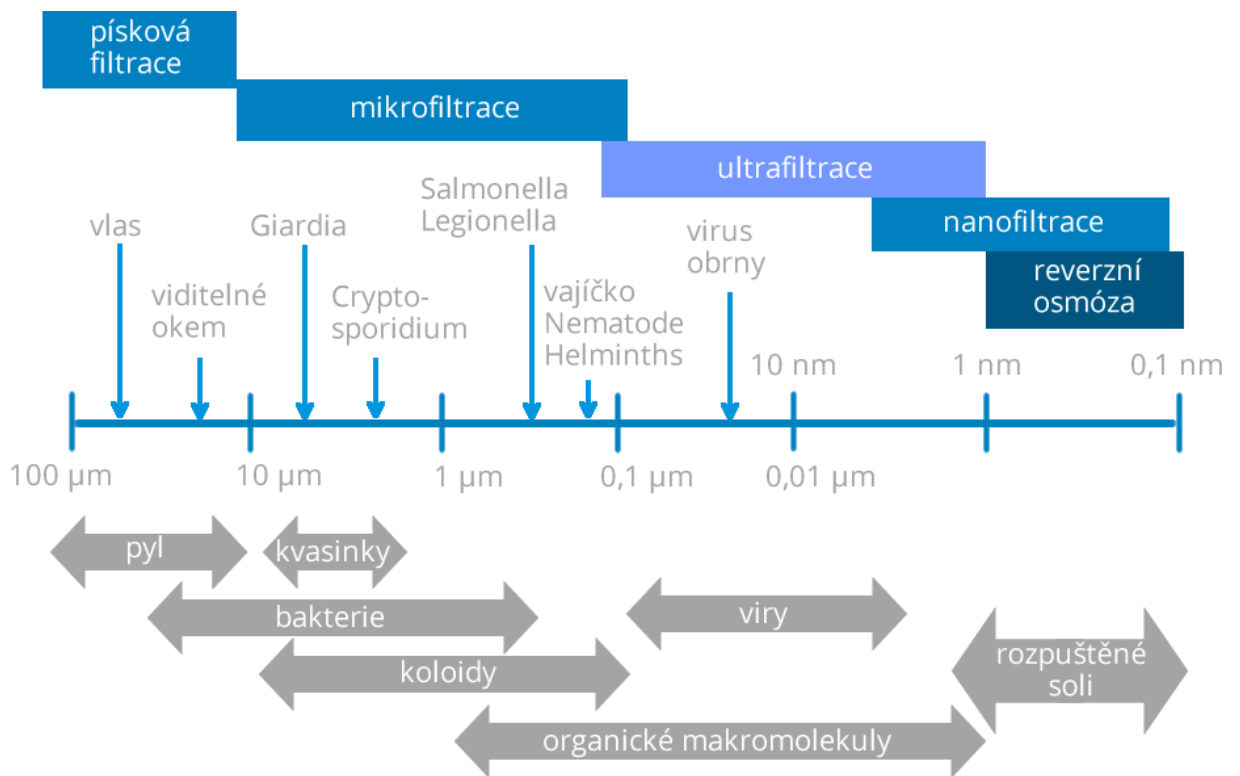 písková
filtrace
mikrofiltrace
ultrafiltrace
nanofiltrace
reverzní
osmóza
vlas
viditelné
okem
Giardia
Crypto-
sporidium
Salmonella
Legionella
vajíčko
Nematode
Helminths
virus
obrny
10 nm
1 nm
0,1 nm
100 µm
10 µm
1 µm
0,1 µm
0,01 µm
pyl
kvasinky
bakterie
viry
koloidy
rozpuštěné
soli
organické makromolekuly